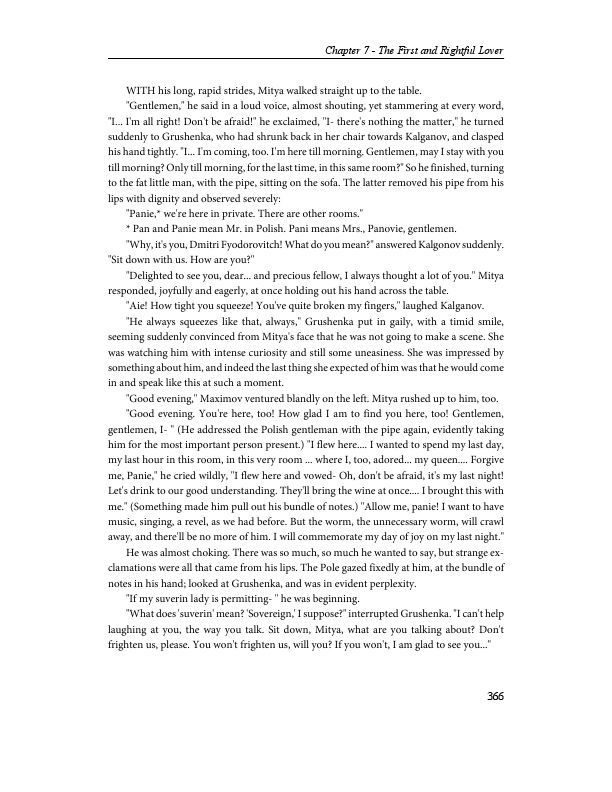 Chapter 7 - The First and Rightful Lover
WITH his long, rapid strides, Mitya walked straight up to the table.
"Gentlemen," he said in a loud voice, almost shouting, yet stammering at every word,
"I... I'm all right! Don't be afraid!" he exclaimed, "I- there's nothing the matter," he turned
suddenly to Grushenka, who had shrunk back in her chair towards Kalganov, and clasped
his hand tightly. "I... I'm coming, too. I'm here till morning. Gentlemen, may I stay with you
till morning? Only till morning, for the last time, in this same room?" So he finished, turning
to the fat little man, with the pipe, sitting on the sofa. The latter removed his pipe from his
lips with dignity and observed severely:
"Panie,* we're here in private. There are other rooms."
* Pan and Panie mean Mr. in Polish. Pani means Mrs., Panovie, gentlemen.
"Why, it's you, Dmitri Fyodorovitch! What do you mean?" answered Kalgonov suddenly.
"Sit down with us. How are you?"
"Delighted to see you, dear... and precious fellow, I always thought a lot of you." Mitya
responded, joyfully and eagerly, at once holding out his hand across the table.
"Aie! How tight you squeeze! You've quite broken my fingers," laughed Kalganov.
"He always squeezes like that, always," Grushenka put in gaily, with a timid smile,
seeming suddenly convinced from Mitya's face that he was not going to make a scene. She
was watching him with intense curiosity and still some uneasiness. She was impressed by
something about him, and indeed the last thing she expected of him was that he would come
in and speak like this at such a moment.
"Good evening," Maximov ventured blandly on the left. Mitya rushed up to him, too.
"Good evening. You're here, too! How glad I am to find you here, too! Gentlemen,
gentlemen, I- " (He addressed the Polish gentleman with the pipe again, evidently taking
him for the most important person present.) "I flew here.... I wanted to spend my last day,
my last hour in this room, in this very room ... where I, too, adored... my queen.... Forgive
me, Panie," he cried wildly, "I flew here and vowed- Oh, don't be afraid, it's my last night!
Let's drink to our good understanding. They'll bring the wine at once.... I brought this with
me." (Something made him pull out his bundle of notes.) "Allow me, panie! I want to have
music, singing, a revel, as we had before. But the worm, the unnecessary worm, will crawl
away, and there'll be no more of him. I will commemorate my day of joy on my last night."
He was almost choking. There was so much, so much he wanted to say, but strange ex-
clamations were all that came from his lips. The Pole gazed fixedly at him, at the bundle of
notes in his hand; looked at Grushenka, and was in evident perplexity.
"If my suverin lady is permitting- " he was beginning.
"What does 'suverin' mean? 'Sovereign,' I suppose?" interrupted Grushenka. "I can't help
laughing at you, the way you talk. Sit down, Mitya, what are you talking about? Don't
frighten us, please. You won't frighten us, will you? If you won't, I am glad to see you..."
366